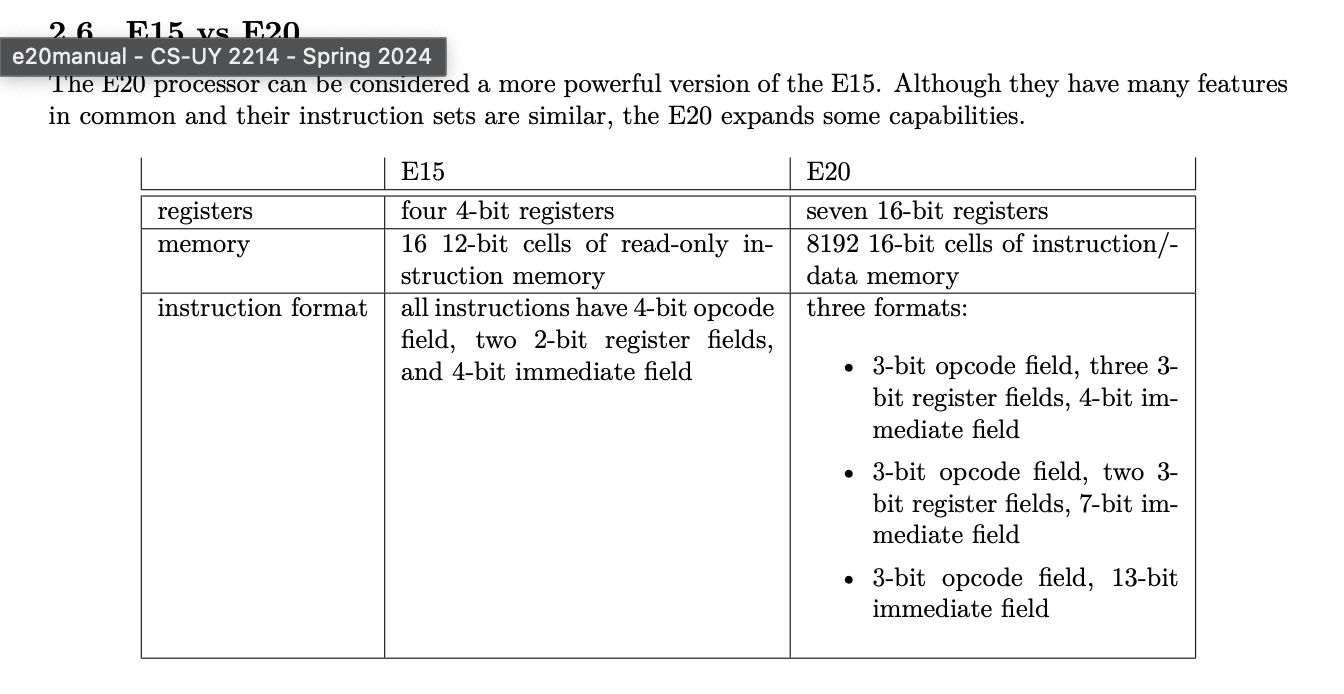 2.6 E15 vs E20
e20manual - CS-UY 2214 - Spring 2024
The E20 processor can be considered a more powerful version of the E15. Although they have many features
in common and their instruction sets are similar, the E20 expands some capabilities.
E15 E20
registers four 4-bit registers seven 16-bit registers
memory 16 12-bit cells of read-only in- 8192 16-bit cells of instruction/-
struction memory data memory
instruction format all instructions have 4-bit opcode three formats:
field, two 2-bit register fields,
and 4-bit immediate field
• 3-bit opcode field, three 3-
bit register fields, 4-bit im-
mediate field
• 3-bit opcode field, two 3-
bit register fields, 7-bit im-
mediate field
• 3-bit opcode field, 13-bit
immediate field